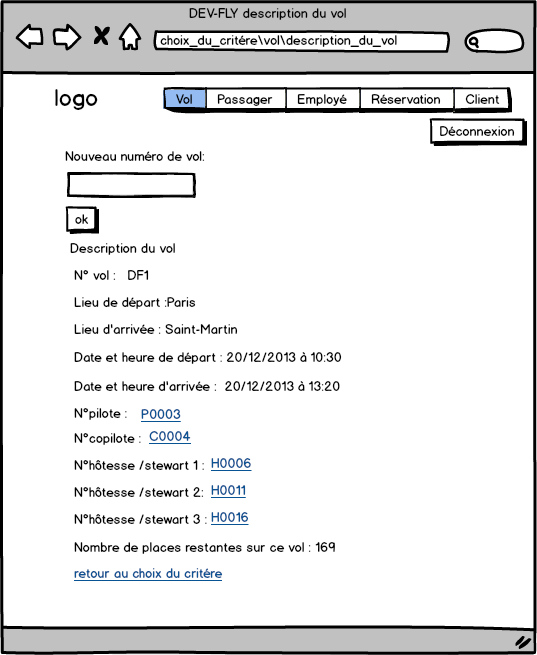 DEV-FLY description du vol
choix_du_critére\vol\description_du_vol
logo
Vol Passager Employé Réservation Client
Déconnexion
Nouveau numéro de vol:
ok
Description du vol
N° vol : DF1
Lieu de départ :Paris
Lieu d'arrivée : Saint-Martin
Date et heure de départ : 20/12/2013 à 10:30
Date et heure d'arrivée : 20/12/2013 à 13:20
N°pilote : P0003
N°copilote : C0004
N°hôtesse /stewart 1 : H0006
N°hôtesse /stewart 2: H0011
N°hôtesse /stewart 3 : H0016
Nombre de places restantes sur ce vol : 169
retour au choix du critére